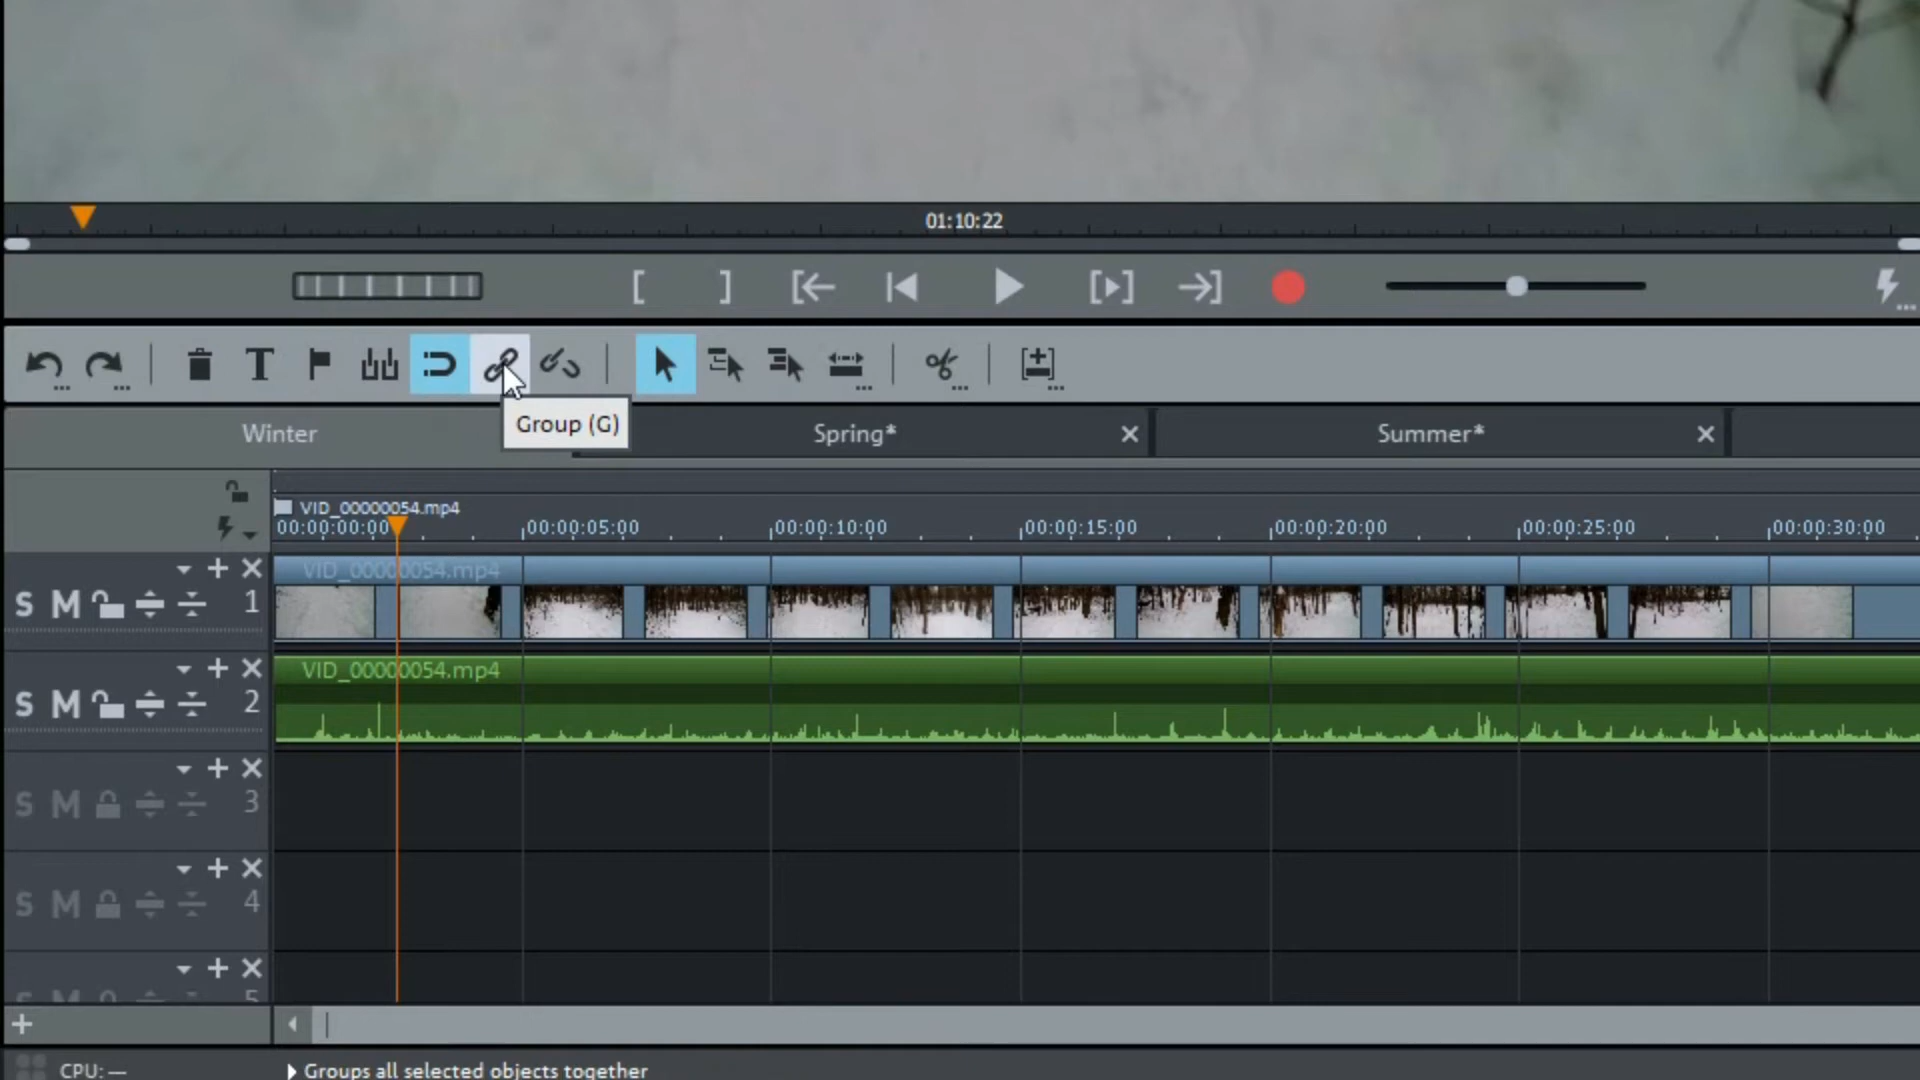 01:10:22
T
Group (G)
Winter
Spring*
Summer*
VID_00000054.mp4
00:00:00:00
00:00:05:00
00:00:10:00
00:00:15:00
00:00:20:00
00:00:25:00
00:00:30:00
VID_00000054.mp4
S M 1
VID_00000054.mp4
S M 2
S M 3
S M 4
S M 5
CPU: —
Groups all selected objects together